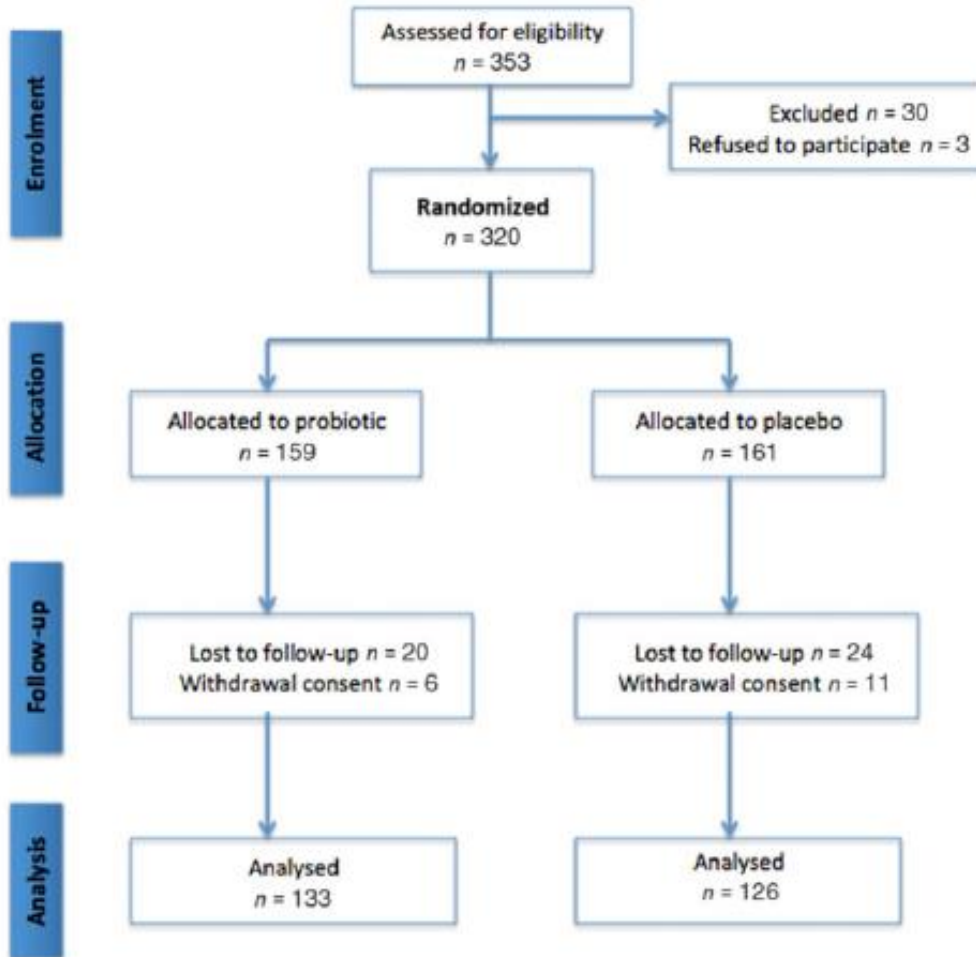 Enrolment
Assessed for eligibility
n = 353
Excluded n = 30
Refused to participate n = 3
Randomized
n = 320
Allocation
Allocated to probiotic
n = 159
Allocated to placebo
n = 161
Follow-up
Lost to follow-up n = 20
Withdrawal consent n = 6
Lost to follow-up n = 24
Withdrawal consent n = 11
Analysis
Analysed
n = 133
Analysed
n = 126